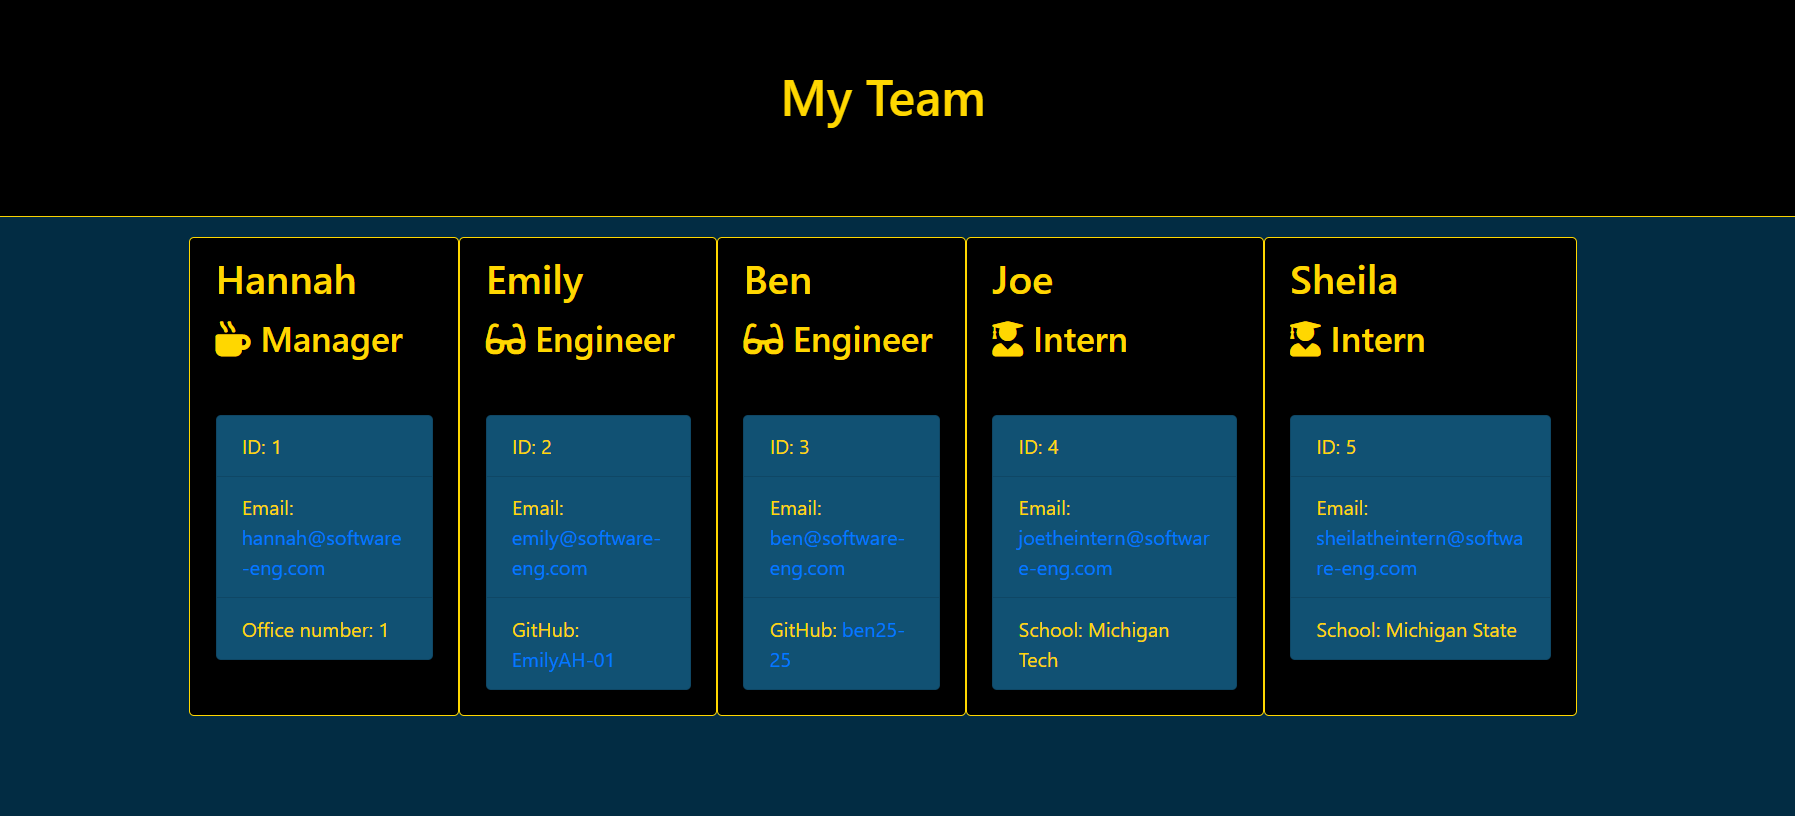 My Team
Hannah
Manager
ID: 1
Email:
hannah@software
-eng.com
Office number: 1
Emily
Engineer
ID: 2
Email:
emily@software-
eng.com
GitHub:
EmilyAH-01
Ben
Engineer
ID: 3
Email:
ben@software-
eng.com
GitHub: ben25-
25
Joe
Intern
ID: 4
Email:
joetheintern@softwar
e-eng.com
School: Michigan
Tech
Sheila
Intern
ID: 5
Email:
sheilatheintern@softwa
re-eng.com
School: Michigan State